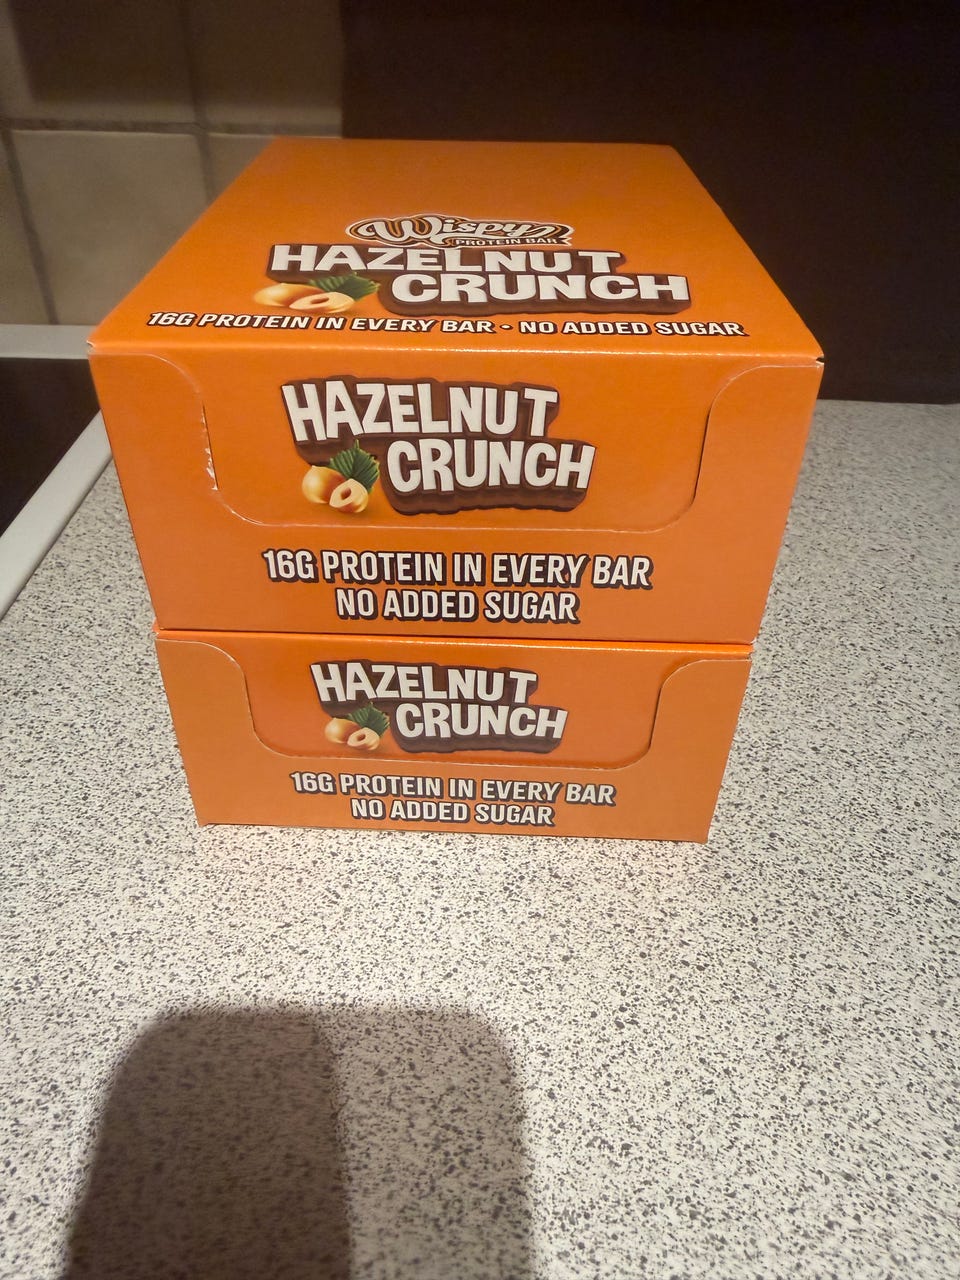 Wispy
PROTEIN BAR
HAZELNUT
CRUNCH
16G PROTEIN IN EVERY BAR • NO ADDED SUGAR
HAZELNUT
CRUNCH
16G PROTEIN IN EVERY BAR
NO ADDED SUGAR
HAZELNUT
CRUNCH
16G PROTEIN IN EVERY BAR
NO ADDED SUGAR